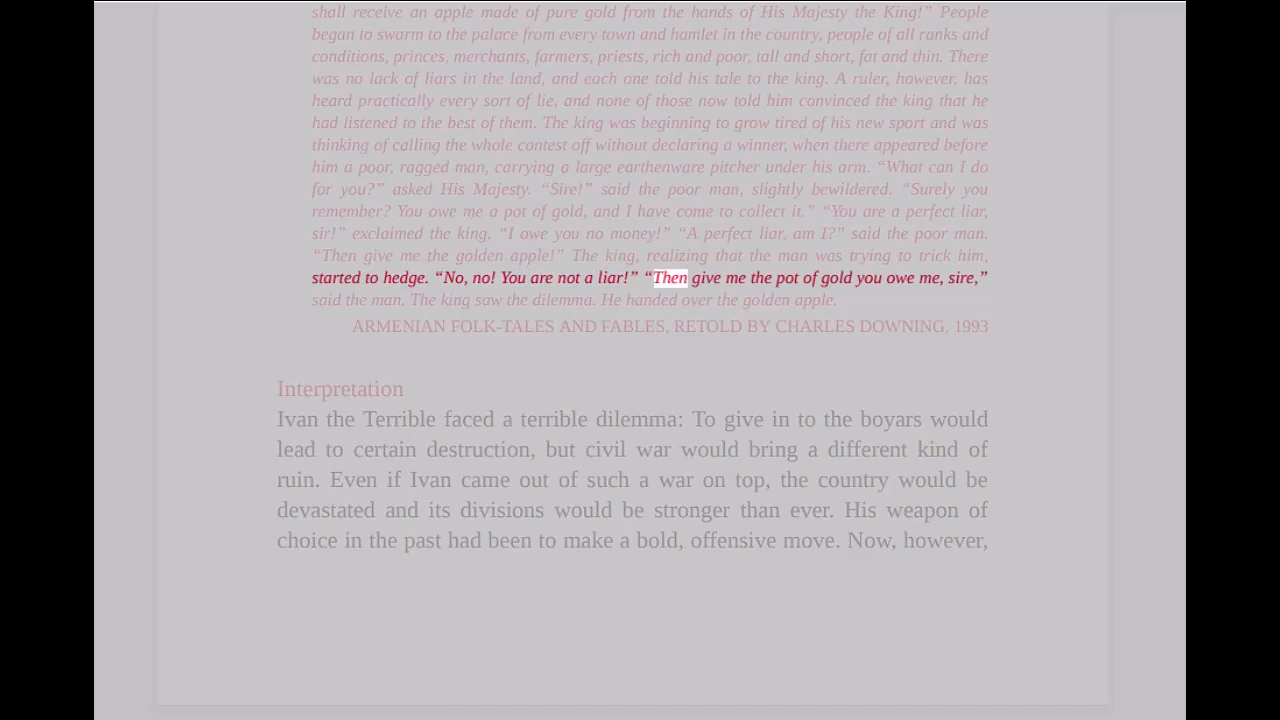 shall receive an apple made of pure gold from the hands of His Majesty the King!” People
began to swarm to the palace from every town and hamlet in the country, people of all ranks and
conditions, princes, merchants, farmers, priests, rich and poor, tall and short, fat and thin. There
was no lack of liars in the land, and each one told his tale to the king. A ruler, however, has
heard practically every sort of lie, and none of those now told him convinced the king that he
had listened to the best of them. The king was beginning to grow tired of his new sport and was
thinking of calling the whole contest off without declaring a winner, when there appeared before
him a poor, ragged man, carrying a large earthenware pitcher under his arm. “What can I do
for you?” asked His Majesty. “Sire!” said the poor man, slightly bewildered. “Surely you
remember? You owe me a pot of gold, and I have come to collect it.” “You are a perfect liar,
sir!” exclaimed the king. “I owe you no money!” “A perfect liar, am I?” said the poor man.
“Then give me the golden apple!” The king, realizing that the man was trying to trick him,
started to hedge. “No, no! You are not a liar!” “Then give me the pot of gold you owe me, sire,”
said the man. The king saw the dilemma. He handed over the golden apple.
ARMENIAN FOLK-TALES AND FABLES, RETOLD BY CHARLES DOWNING, 1993
Interpretation
Ivan the Terrible faced a terrible dilemma: To give in to the boyars would
lead to certain destruction, but civil war would bring a different kind of
ruin. Even if Ivan came out of such a war on top, the country would be
devastated and its divisions would be stronger than ever. His weapon of
choice in the past had been to make a bold, offensive move. Now, however,